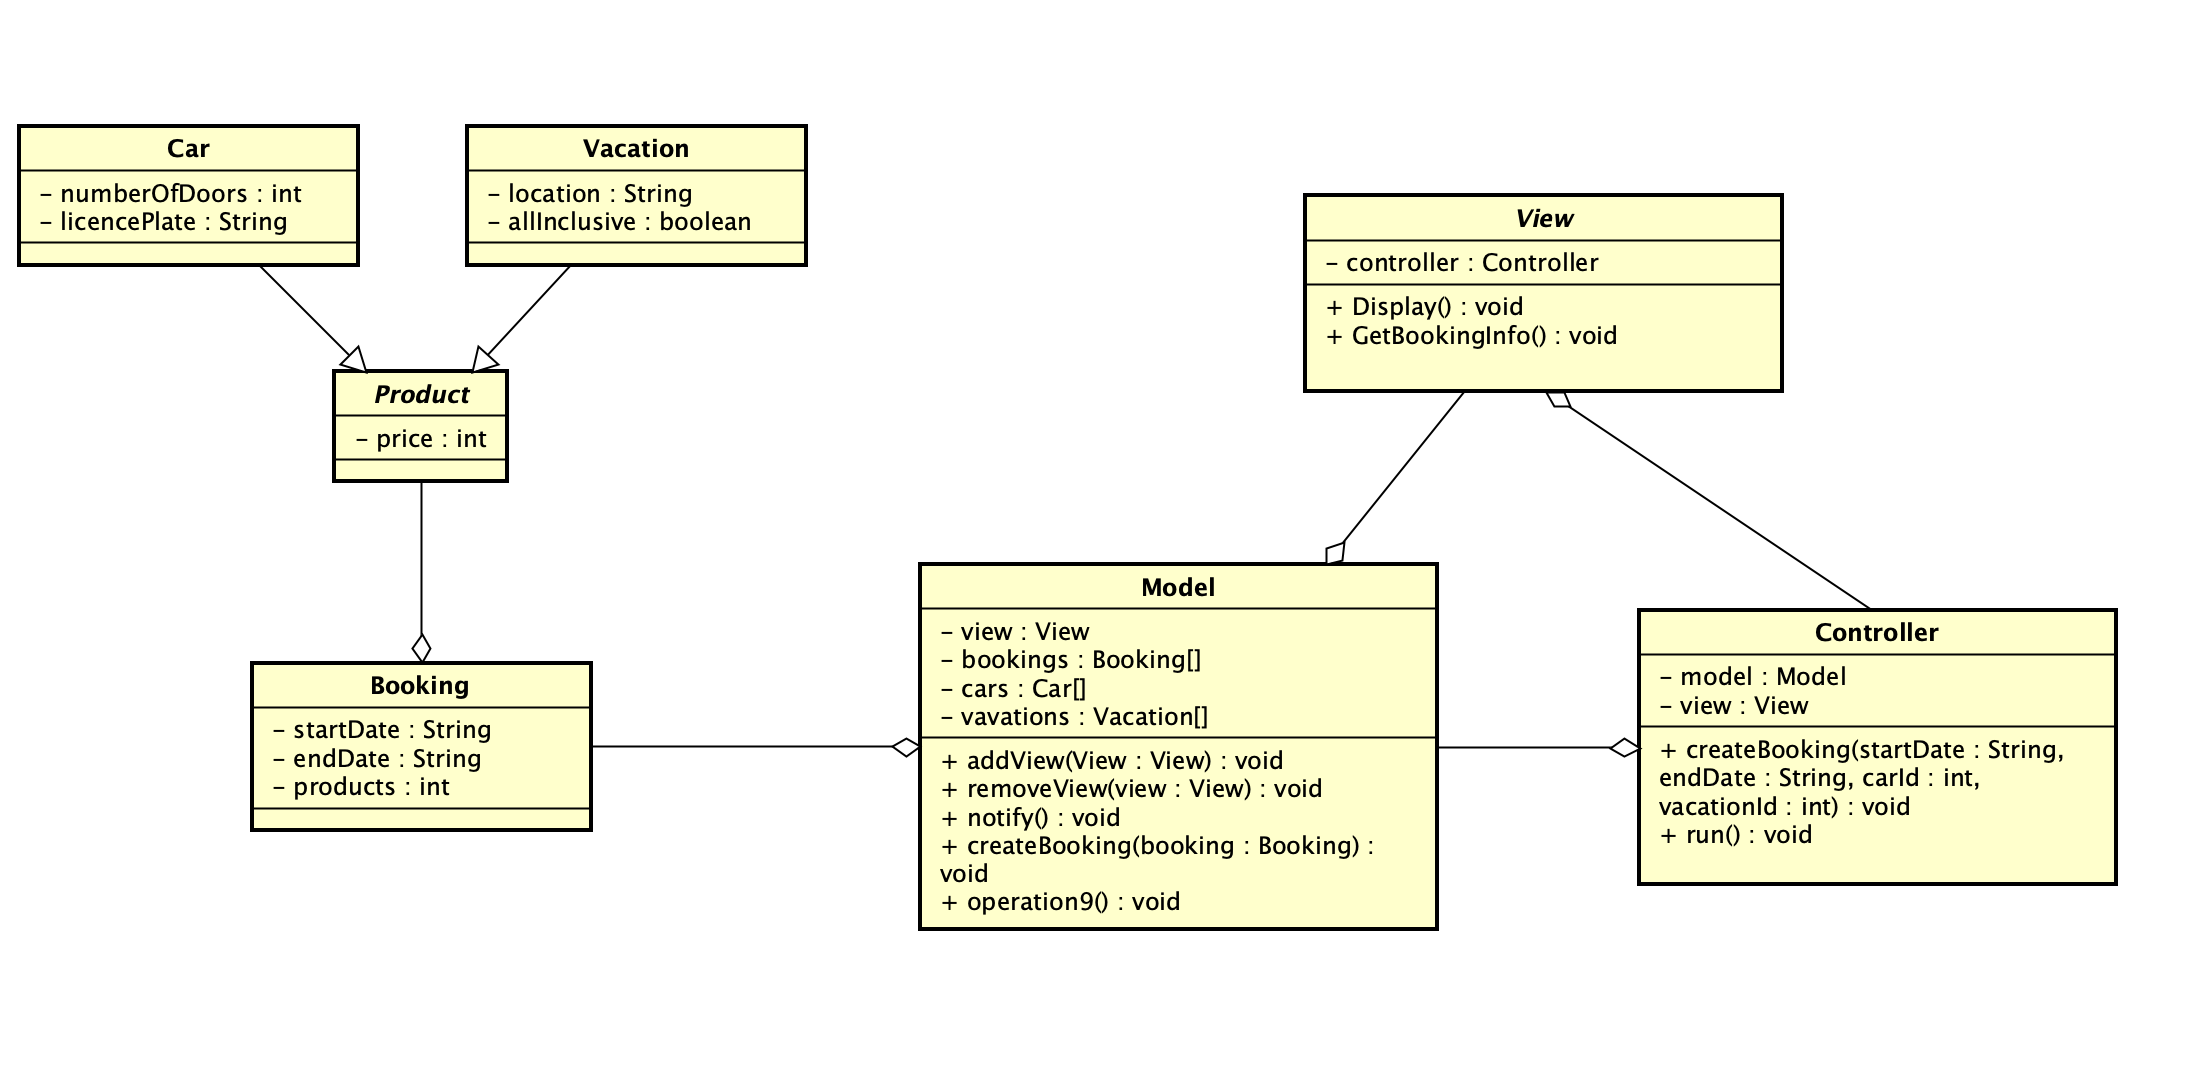 Car
– numberOfDoors : int
– licencePlate : String
Vacation
– location : String
– allInclusive : boolean
Product
– price : int
Booking
– startDate : String
– endDate : String
– products : int
View
– controller : Controller
+ Display() : void
+ GetBookingInfo() : void
Model
– view : View
– bookings : Booking[]
– cars : Car[]
– vavations : Vacation[]
+ addView(View : View) : void
+ removeView(view : View) : void
+ notify() : void
+ createBooking(booking : Booking) :
void
+ operation9() : void
Controller
– model : Model
– view : View
+ createBooking(startDate : String,
endDate : String, carId : int,
vacationId : int) : void
+ run() : void